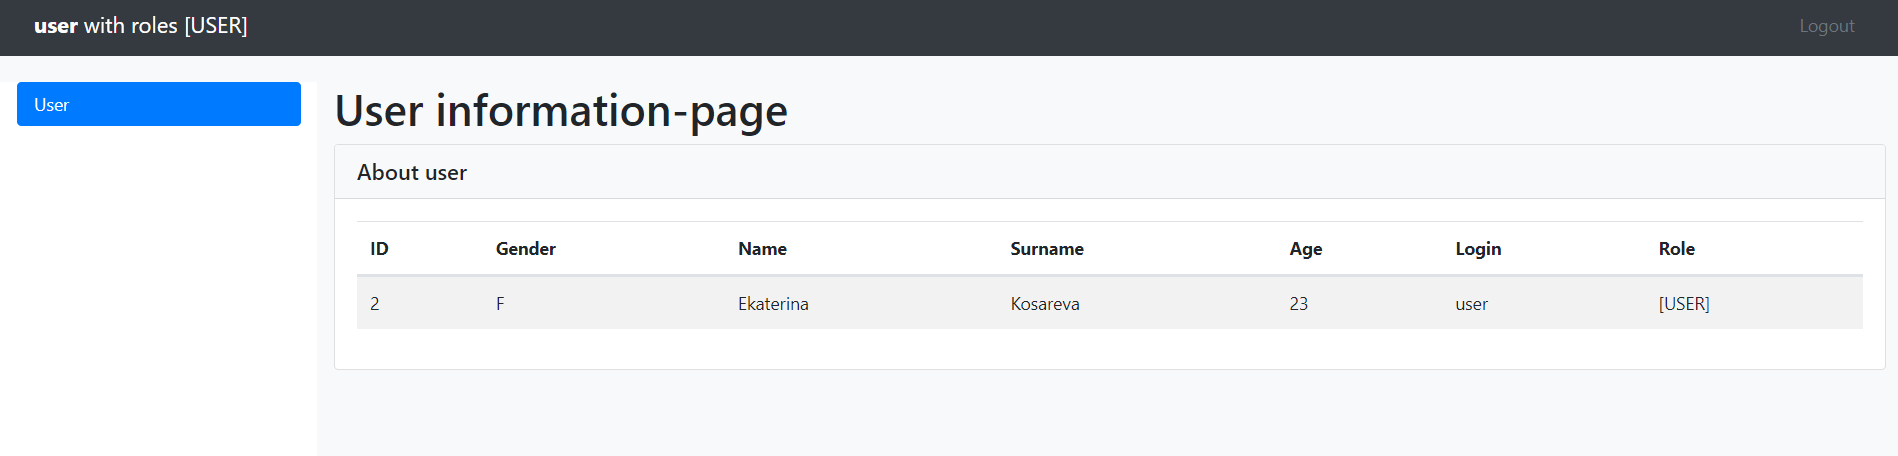 user with roles [USER] Logout
User
User information-page
About user
ID Gender Name Surname Age Login Role
2 F Ekaterina Kosareva 23 user [USER]